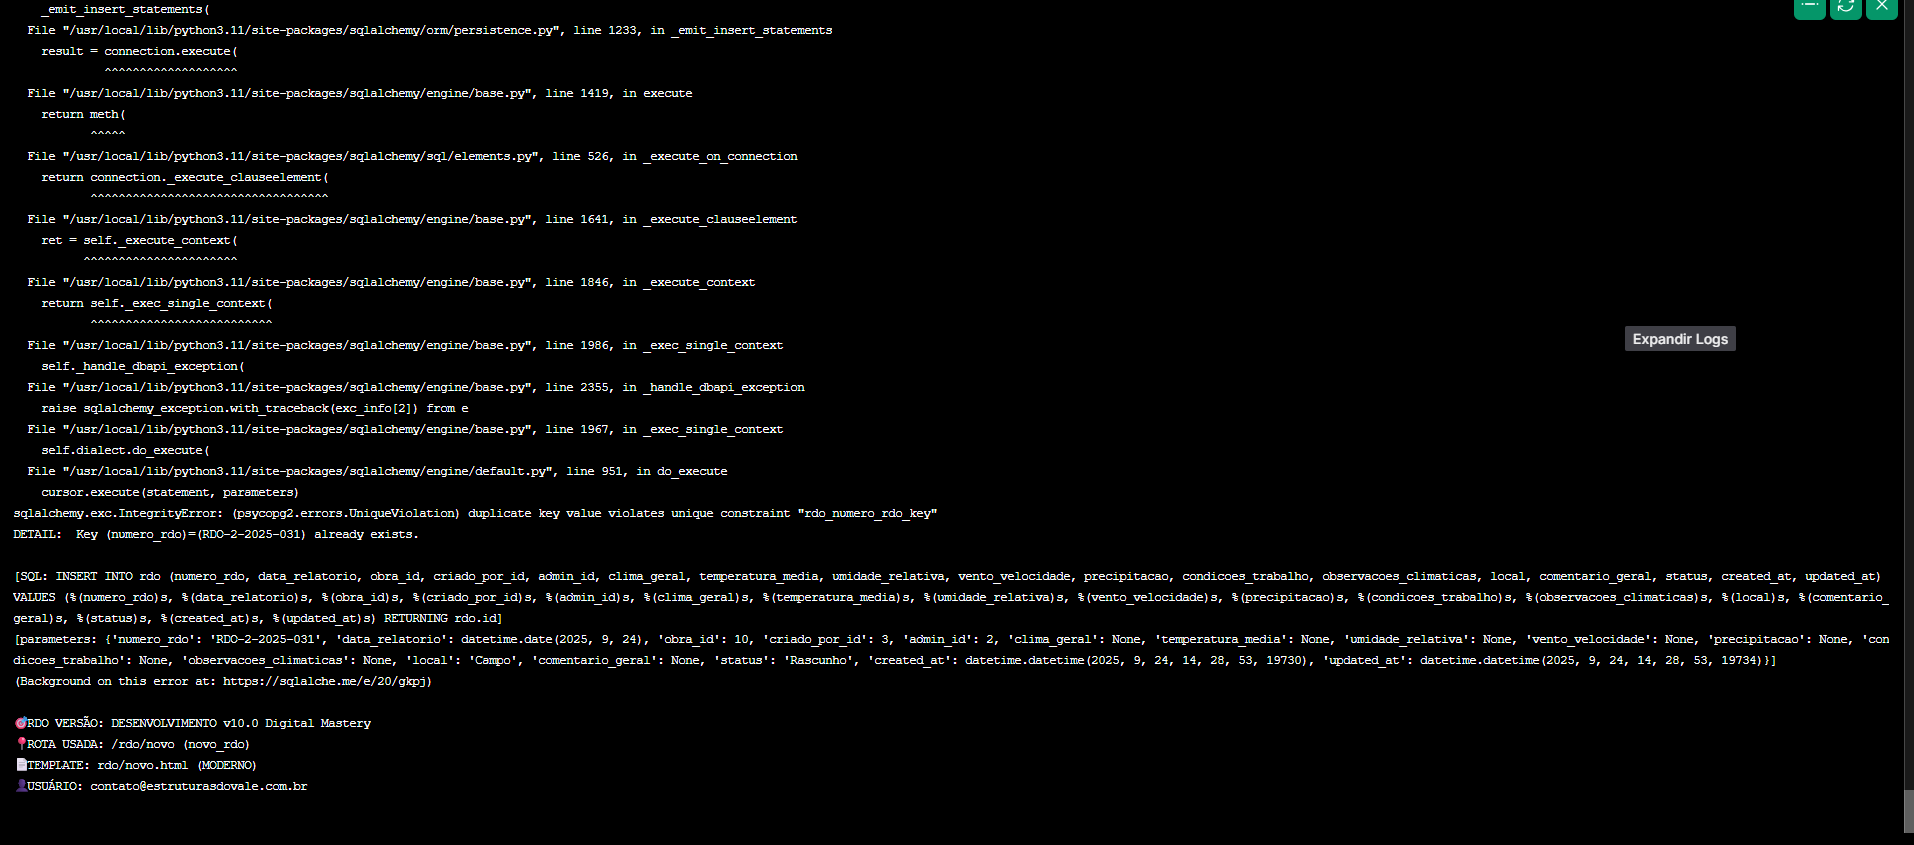 _emit_insert_statements(
File "/usr/local/lib/python3.11/site-packages/sqlalchemy/orm/persistence.py", line 1233, in _emit_insert_statements
result = connection.execute(
^^^^^^^^^^^^^^^^^^^
File "/usr/local/lib/python3.11/site-packages/sqlalchemy/engine/base.py", line 1419, in execute
return meth(
^^^^^
File "/usr/local/lib/python3.11/site-packages/sqlalchemy/sql/elements.py", line 526, in _execute_on_connection
return connection._execute_clauseelement(
^^^^^^^^^^^^^^^^^^^^^^^^^^^^^^^^^^
File "/usr/local/lib/python3.11/site-packages/sqlalchemy/engine/base.py", line 1641, in _execute_clauseelement
ret = self._execute_context(
^^^^^^^^^^^^^^^^^^^^^^
File "/usr/local/lib/python3.11/site-packages/sqlalchemy/engine/base.py", line 1846, in _execute_context
return self._exec_single_context(
^^^^^^^^^^^^^^^^^^^^^^^^^^
File "/usr/local/lib/python3.11/site-packages/sqlalchemy/engine/base.py", line 1986, in _exec_single_context
Expandir Logs
self._handle_dbapi_exception(
File "/usr/local/lib/python3.11/site-packages/sqlalchemy/engine/base.py", line 2355, in _handle_dbapi_exception
raise sqlalchemy_exception.with_traceback(exc_info[2]) from e
File "/usr/local/lib/python3.11/site-packages/sqlalchemy/engine/base.py", line 1967, in _exec_single_context
self.dialect.do_execute(
File "/usr/local/lib/python3.11/site-packages/sqlalchemy/engine/default.py", line 951, in do_execute
cursor.execute(statement, parameters)
sqlalchemy.exc.IntegrityError: (psycopg2.errors.UniqueViolation) duplicate key value violates unique constraint "rdo_numero_rdo_key"
DETAIL:  Key (numero_rdo)=(RDO-2-2025-031) already exists.
[SQL: INSERT INTO rdo (numero_rdo, data_relatorio, obra_id, criado_por_id, admin_id, clima_geral, temperatura_media, umidade_relativa, vento_velocidade, precipitacao, condicoes_trabalho, observacoes_climaticas, local, comentario_geral, status, created_at, updated_at)
VALUES (%(numero_rdo)s, %(data_relatorio)s, %(obra_id)s, %(criado_por_id)s, %(admin_id)s, %(clima_geral)s, %(temperatura_media)s, %(umidade_relativa)s, %(vento_velocidade)s, %(precipitacao)s, %(condicoes_trabalho)s, %(observacoes_climaticas)s, %(local)s, %(comentario_
geral)s, %(status)s, %(created_at)s, %(updated_at)s) RETURNING rdo.id]
[parameters: {'numero_rdo': 'RDO-2-2025-031', 'data_relatorio': datetime.date(2025, 9, 24), 'obra_id': 10, 'criado_por_id': 3, 'admin_id': 2, 'clima_geral': None, 'temperatura_media': None, 'umidade_relativa': None, 'vento_velocidade': None, 'precipitacao': None, 'con
dicoes_trabalho': None, 'observacoes_climaticas': None, 'local': 'Campo', 'comentario_geral': None, 'status': 'Rascunho', 'created_at': datetime.datetime(2025, 9, 24, 14, 28, 53, 19730), 'updated_at': datetime.datetime(2025, 9, 24, 14, 28, 53, 19734)}]
(Background on this error at: https://sqlalche.me/e/20/gkpj)
🎯RDO VERSÃO: DESENVOLVIMENTO v10.0 Digital Mastery
📍ROTA USADA: /rdo/novo (novo_rdo)
📄TEMPLATE: rdo/novo.html (MODERNO)
👤USUÁRIO: contato@estruturasdovale.com.br